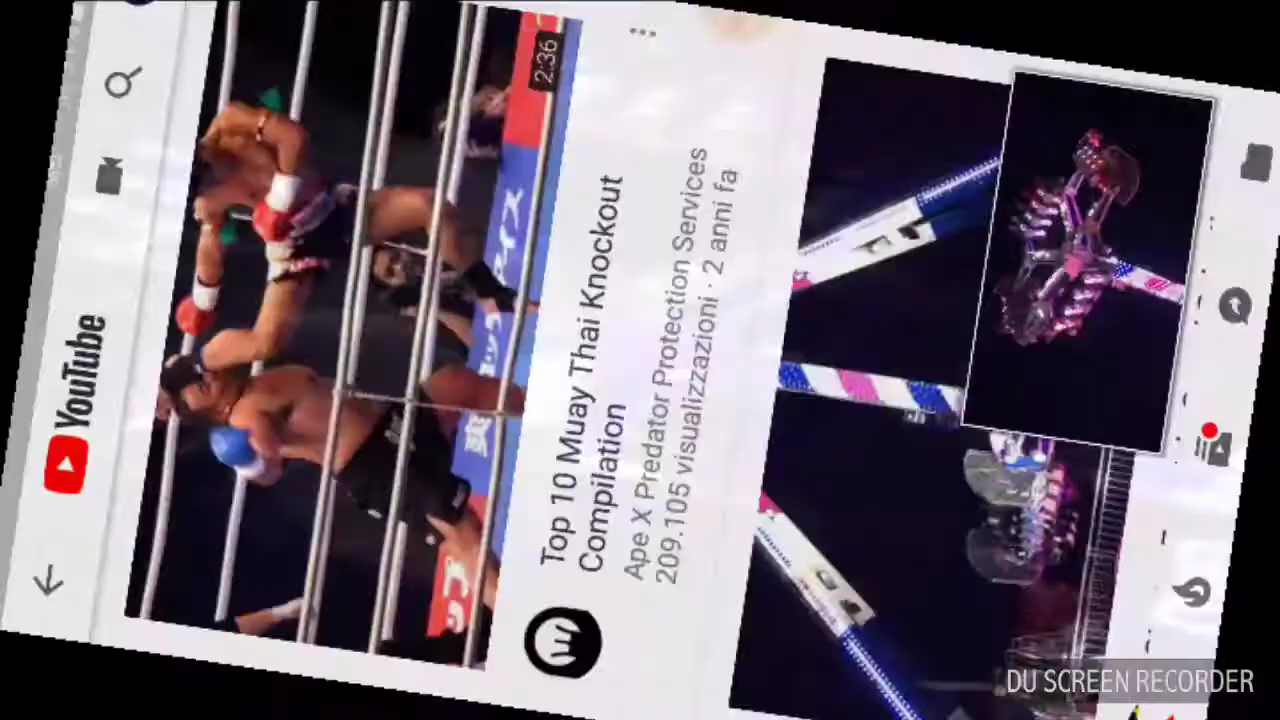 YouTube
2:36
Top 10 Muay Thai Knockout
Compilation
Ape X Predator Protection Services
209.105 visualizzazioni · 2 anni fa
DU SCREEN RECORDER